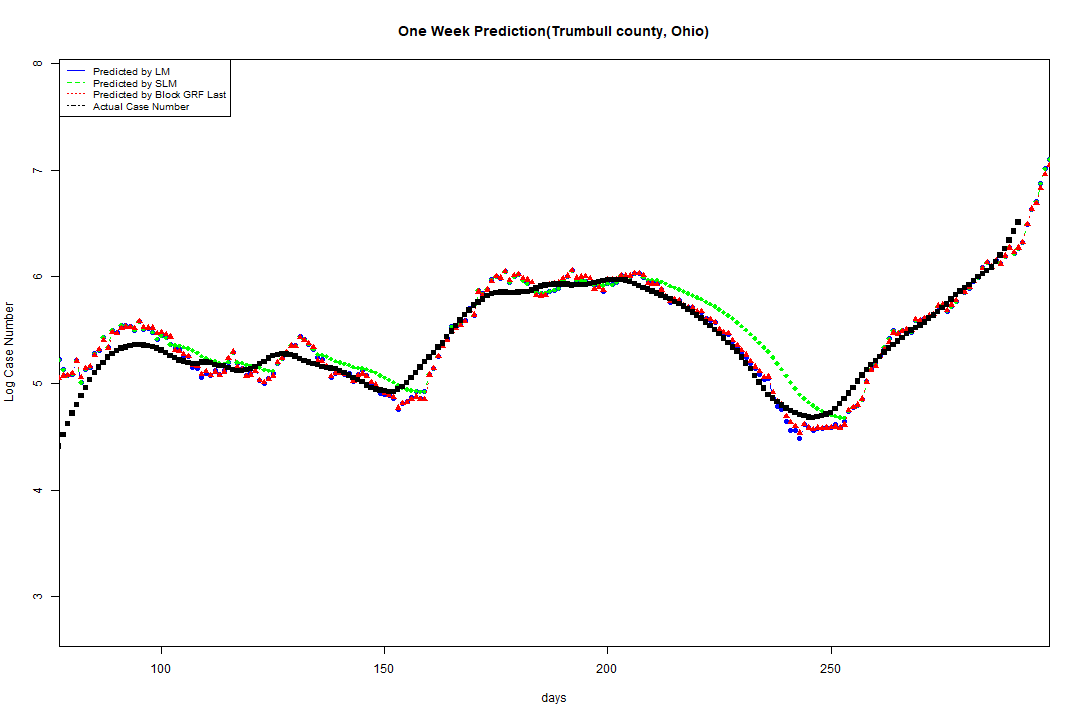 One Week Prediction(Trumbull county, Ohio)
Predicted by LM
Predicted by SLM
Predicted by Block GRF Last
Actual Case Number
8
7
6
5
4
3
Log Case Number
100
150
200
250
days